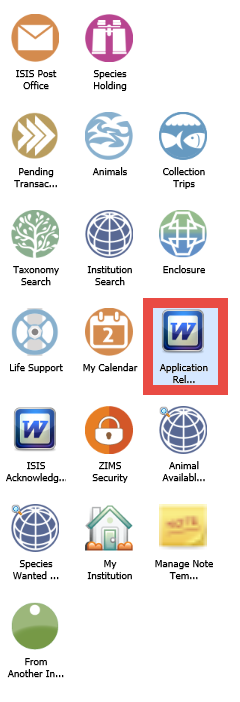 ISIS Post
Office
Species
Holding
Pending
Transac...
Animals
Collection
Trips
Taxonomy
Search
Institution
Search
Enclosure
Life Support
2
My Calendar
W
Application
Rel...
W
ISIS
Acknowledg...
ZIMS
Security
Animal
Availabl...
Species
Wanted ...
My
Institution
NOTE
Manage Note
Tem...
From
Another In...